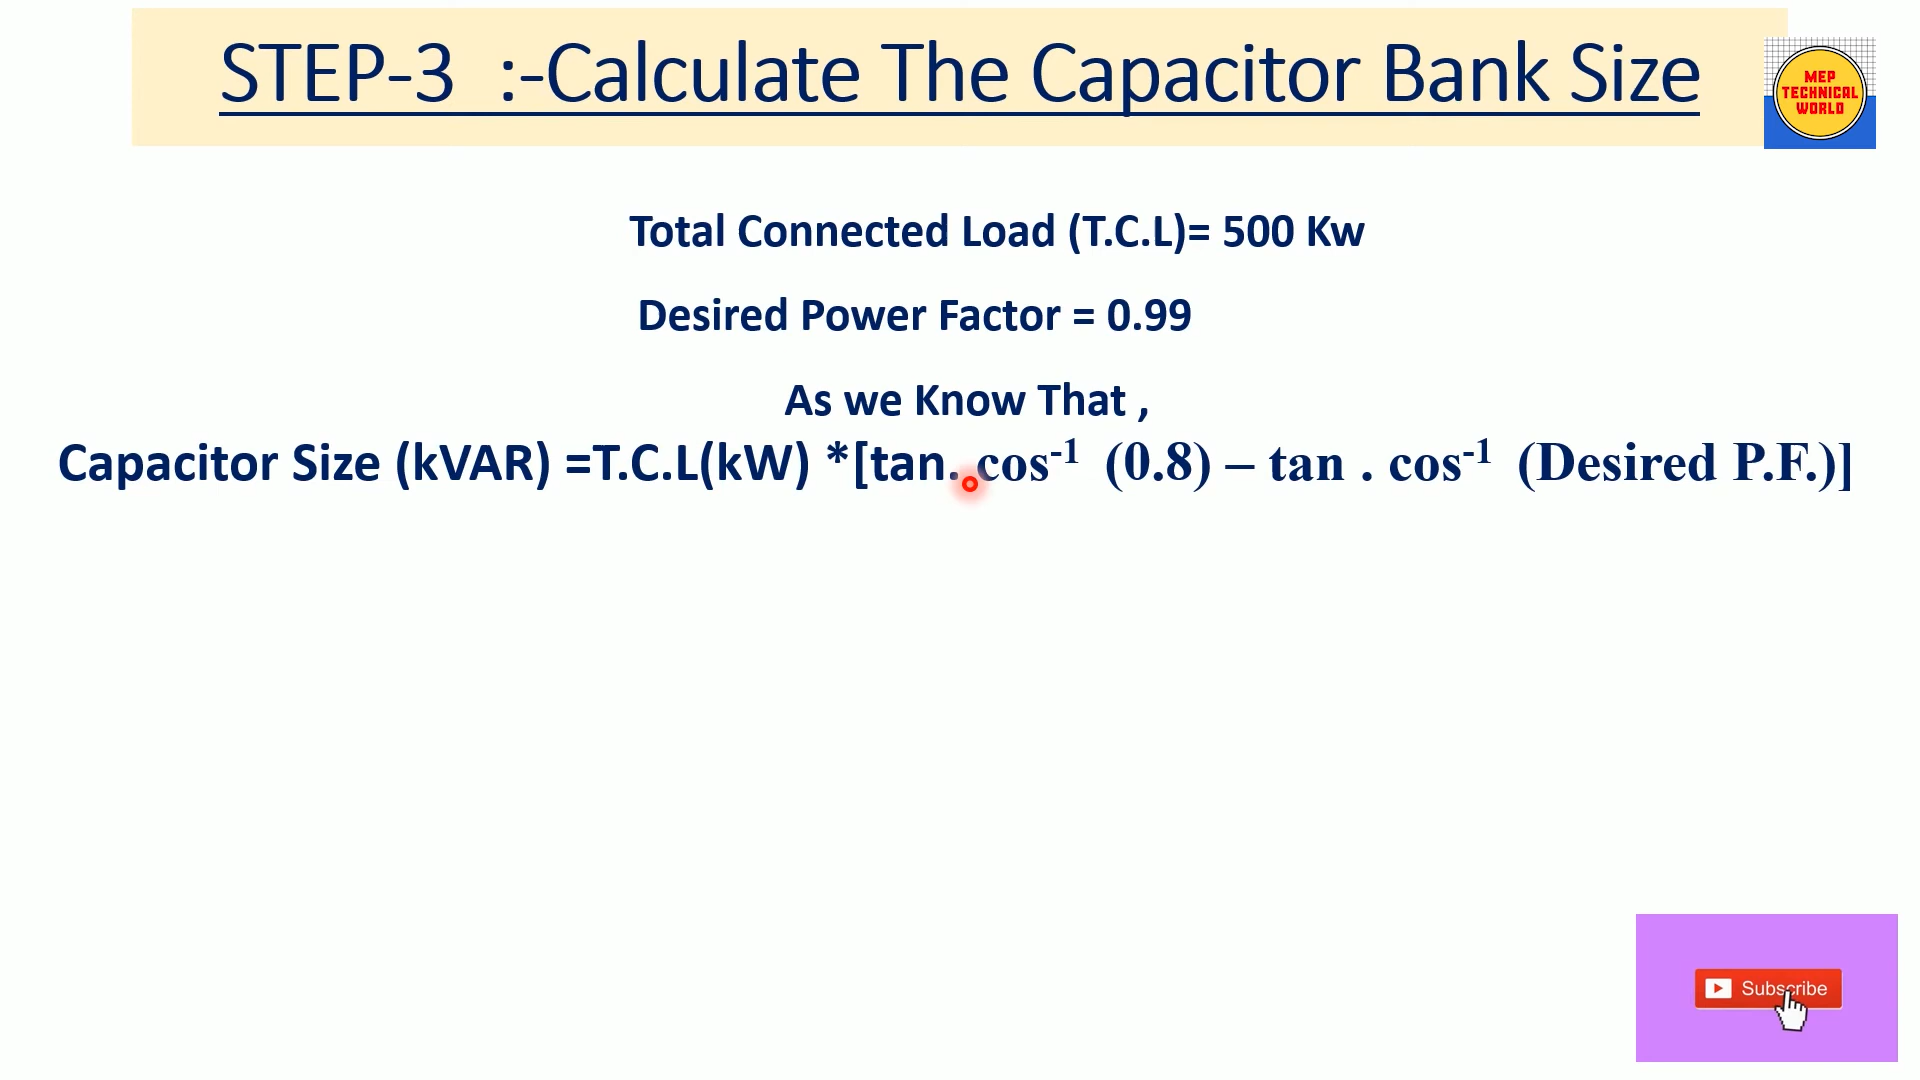 STEP-3 :-Calculate The Capacitor Bank Size
MEP
TECHNICAL
WORLD
Total Connected Load (T.C.L)= 500 Kw
Desired Power Factor = 0.99
As we Know That ,
Capacitor Size (kVAR) =T.C.L(kW) *[tan. cos⁻¹ (0.8) – tan . cos⁻¹ (Desired P.F.)]
Subscribe